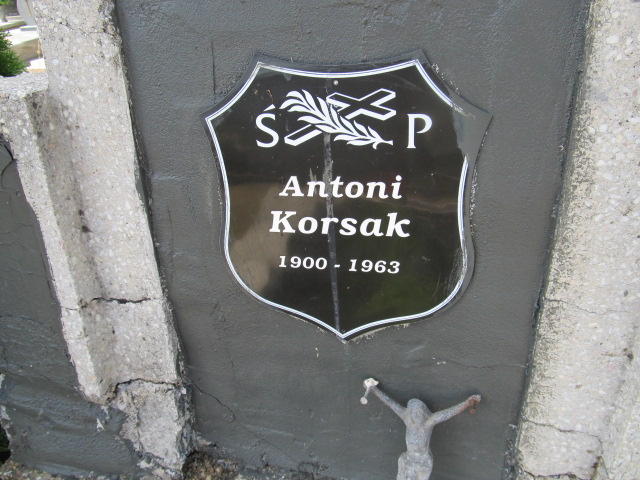 Ś P
Antoni
Korsak
1900 - 1963